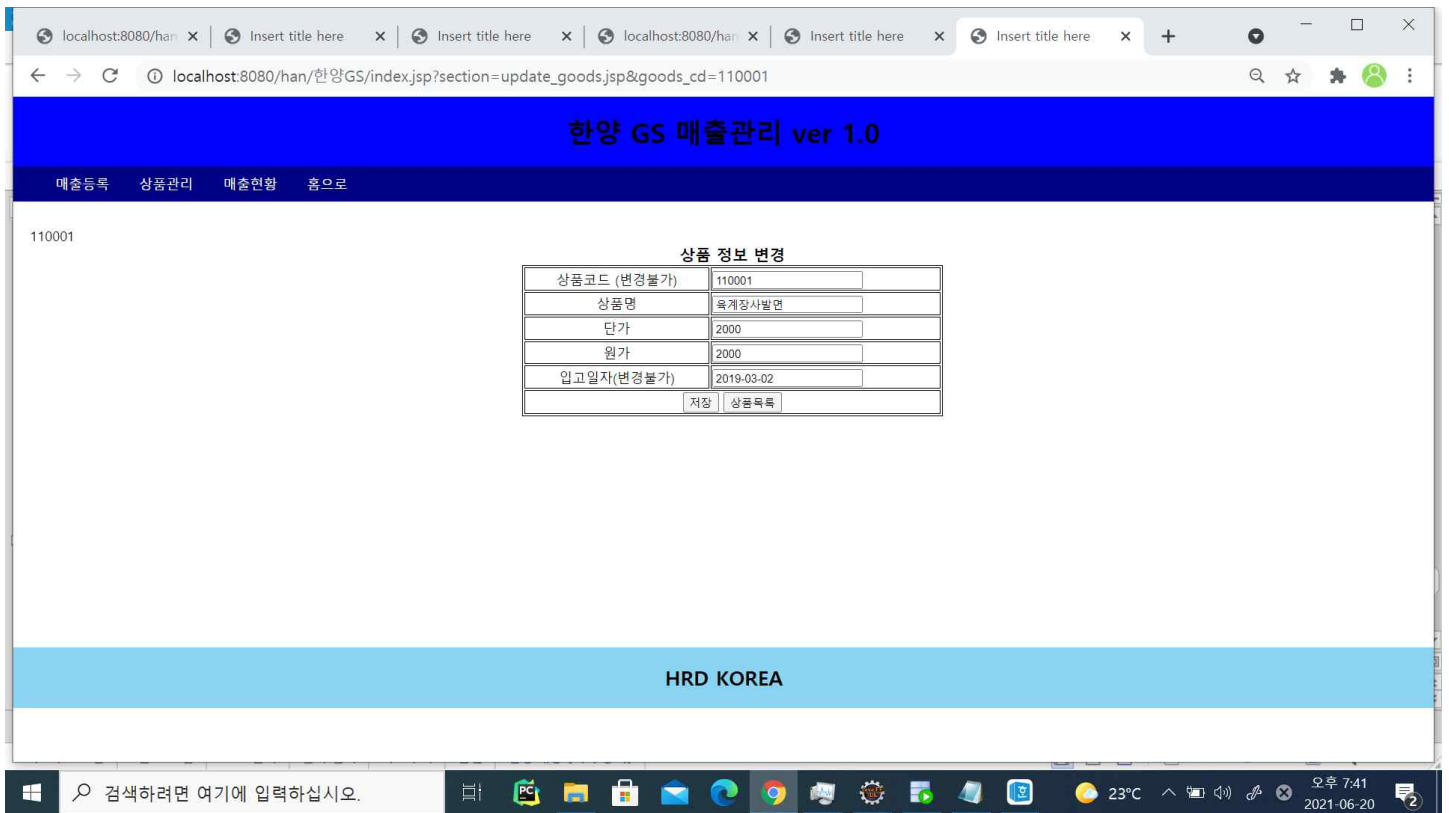 localhost:8080/han Insert title here Insert title here localhost:8080/han Insert title here Insert title here
localhost:8080/han/한양GS/index.jsp?section=update_goods.jsp&goods_cd=110001
한양 GS 매출관리 ver 1.0
매출등록 상품관리 매출현황 홈으로
110001
상품 정보 변경
상품코드 (변경불가) 110001
상품명 육계장사발면
단가 2000
원가 2000
입고일자(변경불가) 2019-03-02
저장 상품목록
HRD KOREA
검색하려면 여기에 입력하십시오.
23°C
오후 7:41
2021-06-20
2